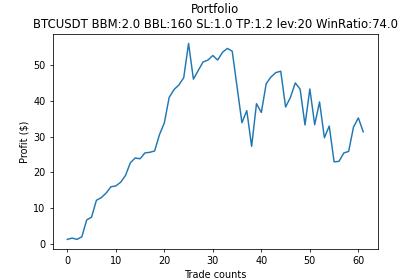 Portfolio
BTCUSDT BBM:2.0 BBL:160 SL:1.0 TP:1.2 lev:20 WinRatio:74.0
50
40
30
20
10
0
Profit ($)
0 10 20 30 40 50 60
Trade counts